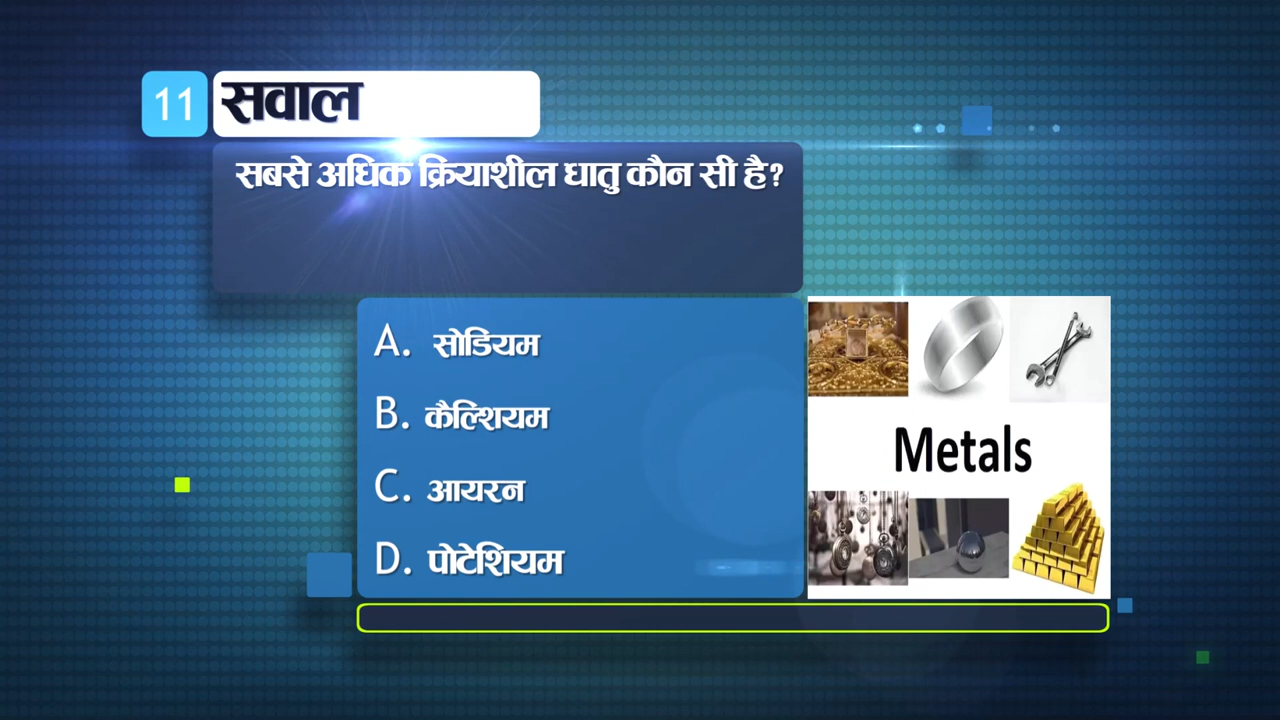 11 सवाल
सबसे अधिक क्रियाशील धातु कौन सी है?
A. सोडियम
B. कैल्शियम
C. आयरन
D. पोटेशियम
Metals